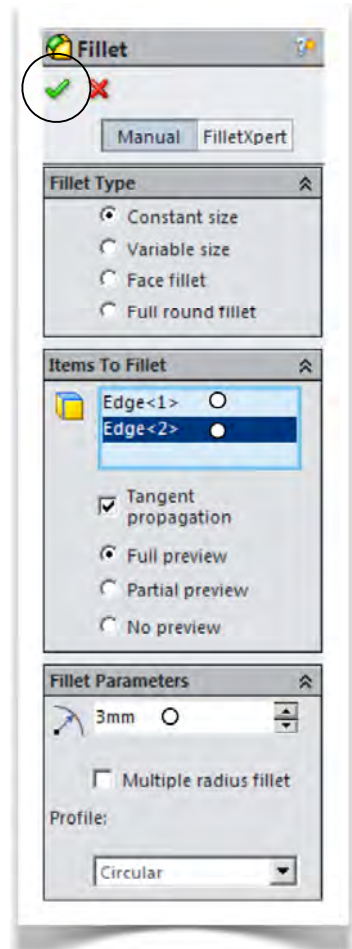 Fillet
Manual FilletXpert
Fillet Type
Constant size
Variable size
Face fillet
Full round fillet
Items To Fillet
Edge<1>
Edge<2>
Tangent
propagation
Full preview
Partial preview
No preview
Fillet Parameters
3mm
Multiple radius fillet
Profile:
Circular